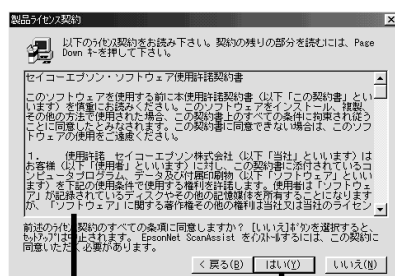 製品ライセンス契約
以下のライセンス契約をお読み下さい。契約の残りの部分を読むには、Page
Down キーを押して下さい。
セイコーエプソン・ソフトウェア使用許諾契約書
このソフトウェアを使用する前に本使用許諾契約書（以下「この契約書」とい
います）を慎重にお読みください。このソフトウェアをインストール、複製、
その他の方法で使用された場合、この契約書上のすべての条件に拘束され従う
ことに同意したとみなされます。この契約書に同意できない場合は、このソフ
トウェアの使用をご遠慮ください。
1. 使用許諾 セイコーエプソン株式会社（以下「当社」といいます）は
お客様（以下「使用者」といいます）に対し、この契約書に添付されているコ
ンピュータプログラム、データ及び付属印刷物（以下「ソフトウェア」といい
ます）を下記の使用条件で使用する権利を許諾します。使用者は「ソフトウェ
ア」が記録されているディスクやその他の記憶媒体を所有することになります
が、「ソフトウェア」に関する著作権その他の権利は当社又は当社のライセン
前述のライセンス契約のすべての条項に同意しますか？ [いいえ]ボタンを選択すると、
セットアップは中止されます。 EpsonNet ScanAssist をインストールするには、この契約に
同意いただく必要があります。
< 戻る(B)
はい(Y)
いいえ(N)